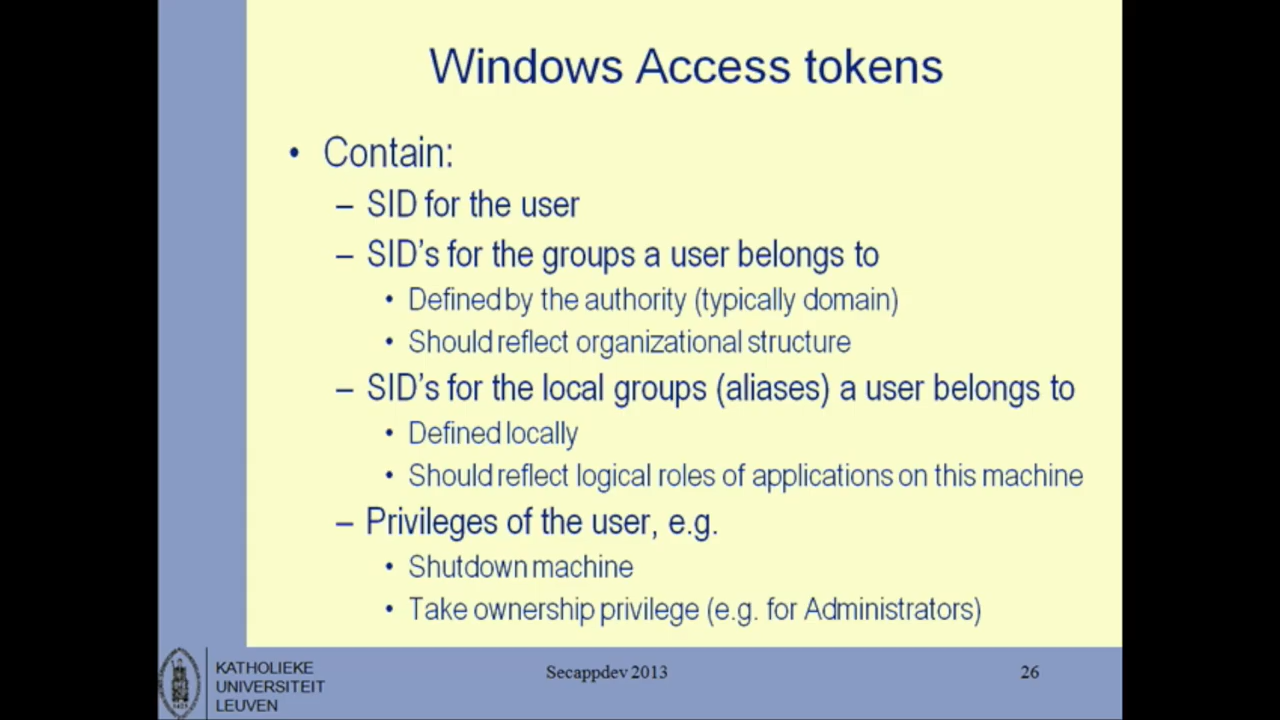 Windows Access tokens
• Contain:
– SID for the user
– SID's for the groups a user belongs to
• Defined by the authority (typically domain)
• Should reflect organizational structure
– SID's for the local groups (aliases) a user belongs to
• Defined locally
• Should reflect logical roles of applications on this machine
– Privileges of the user, e.g.
• Shutdown machine
• Take ownership privilege (e.g. for Administrators)
KATHOLIEKE
UNIVERSITEIT
LEUVEN
Secappdev 2013
26